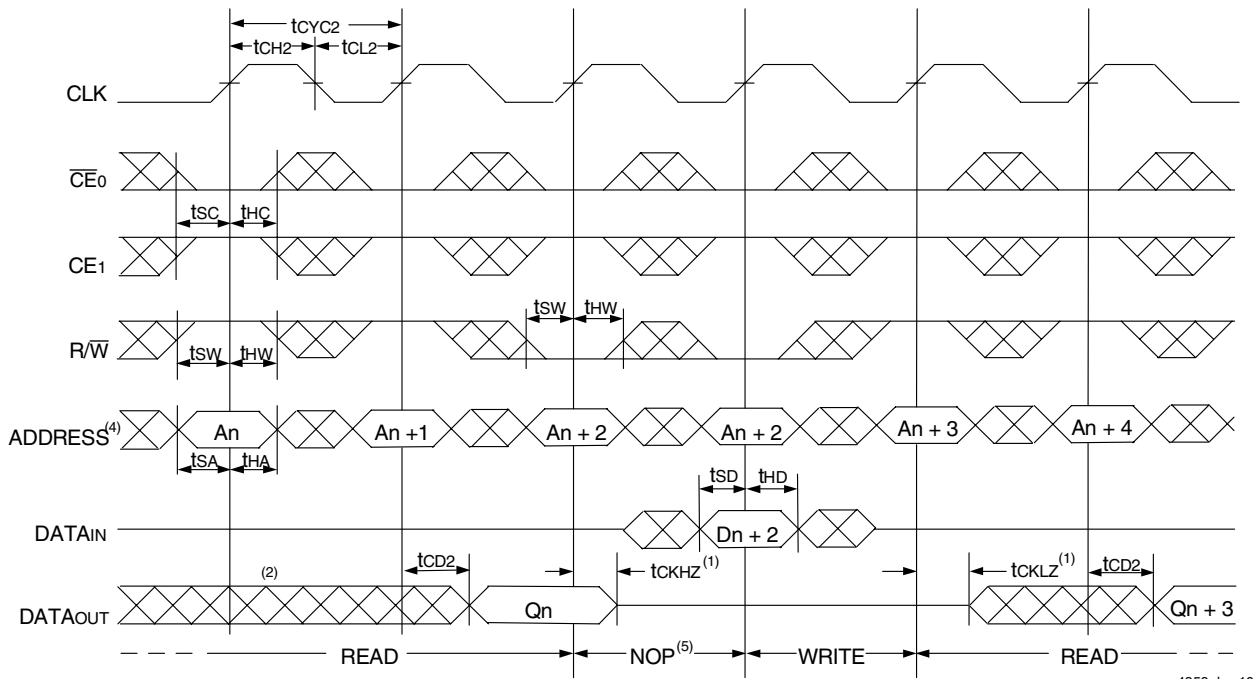 tCYC2
tCH2 tCL2
CLK
CE0
tSC tHC
CE1
tSW tHW
R/W
tSW tHW
ADDRESS(4) An An +1 An + 2 An + 2 An + 3 An + 4
tSA tHA
tSD tHD
DATAIN Dn + 2
(2) tCD2 tCKHZ(1) tCKLZ(1) tCD2
DATAOUT Qn Qn + 3
READ NOP(5) WRITE READ